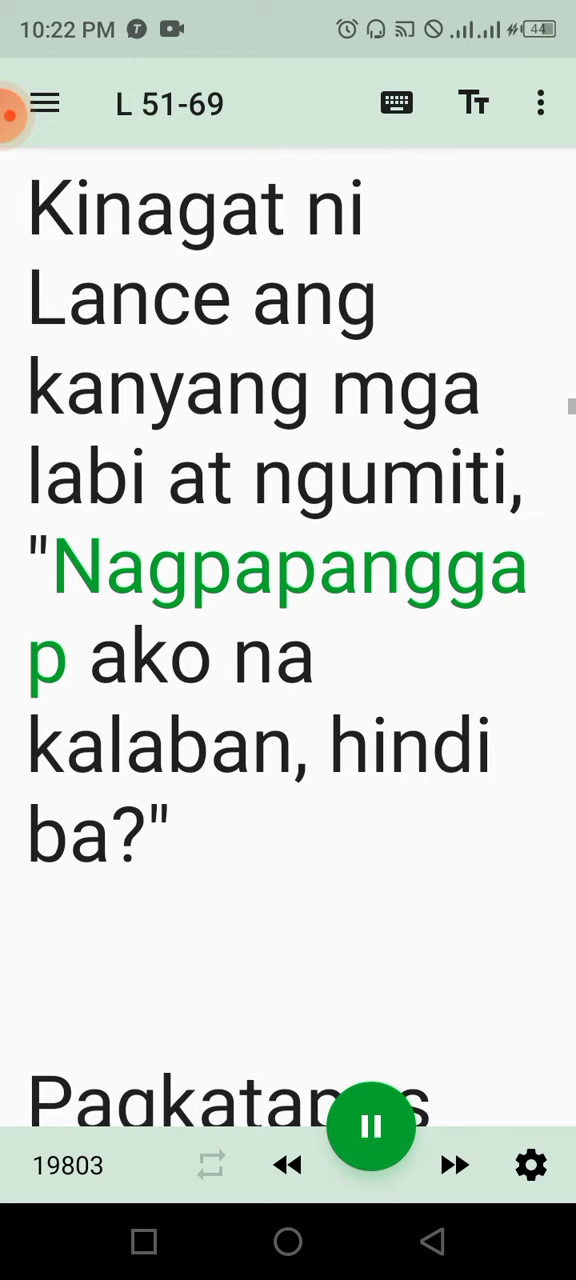 10:22 PM
44
L 51-69
Kinagat ni
Lance ang
kanyang mga
labi at ngumiti,
"Nagpapangga
p ako na
kalaban, hindi
ba?"
19803